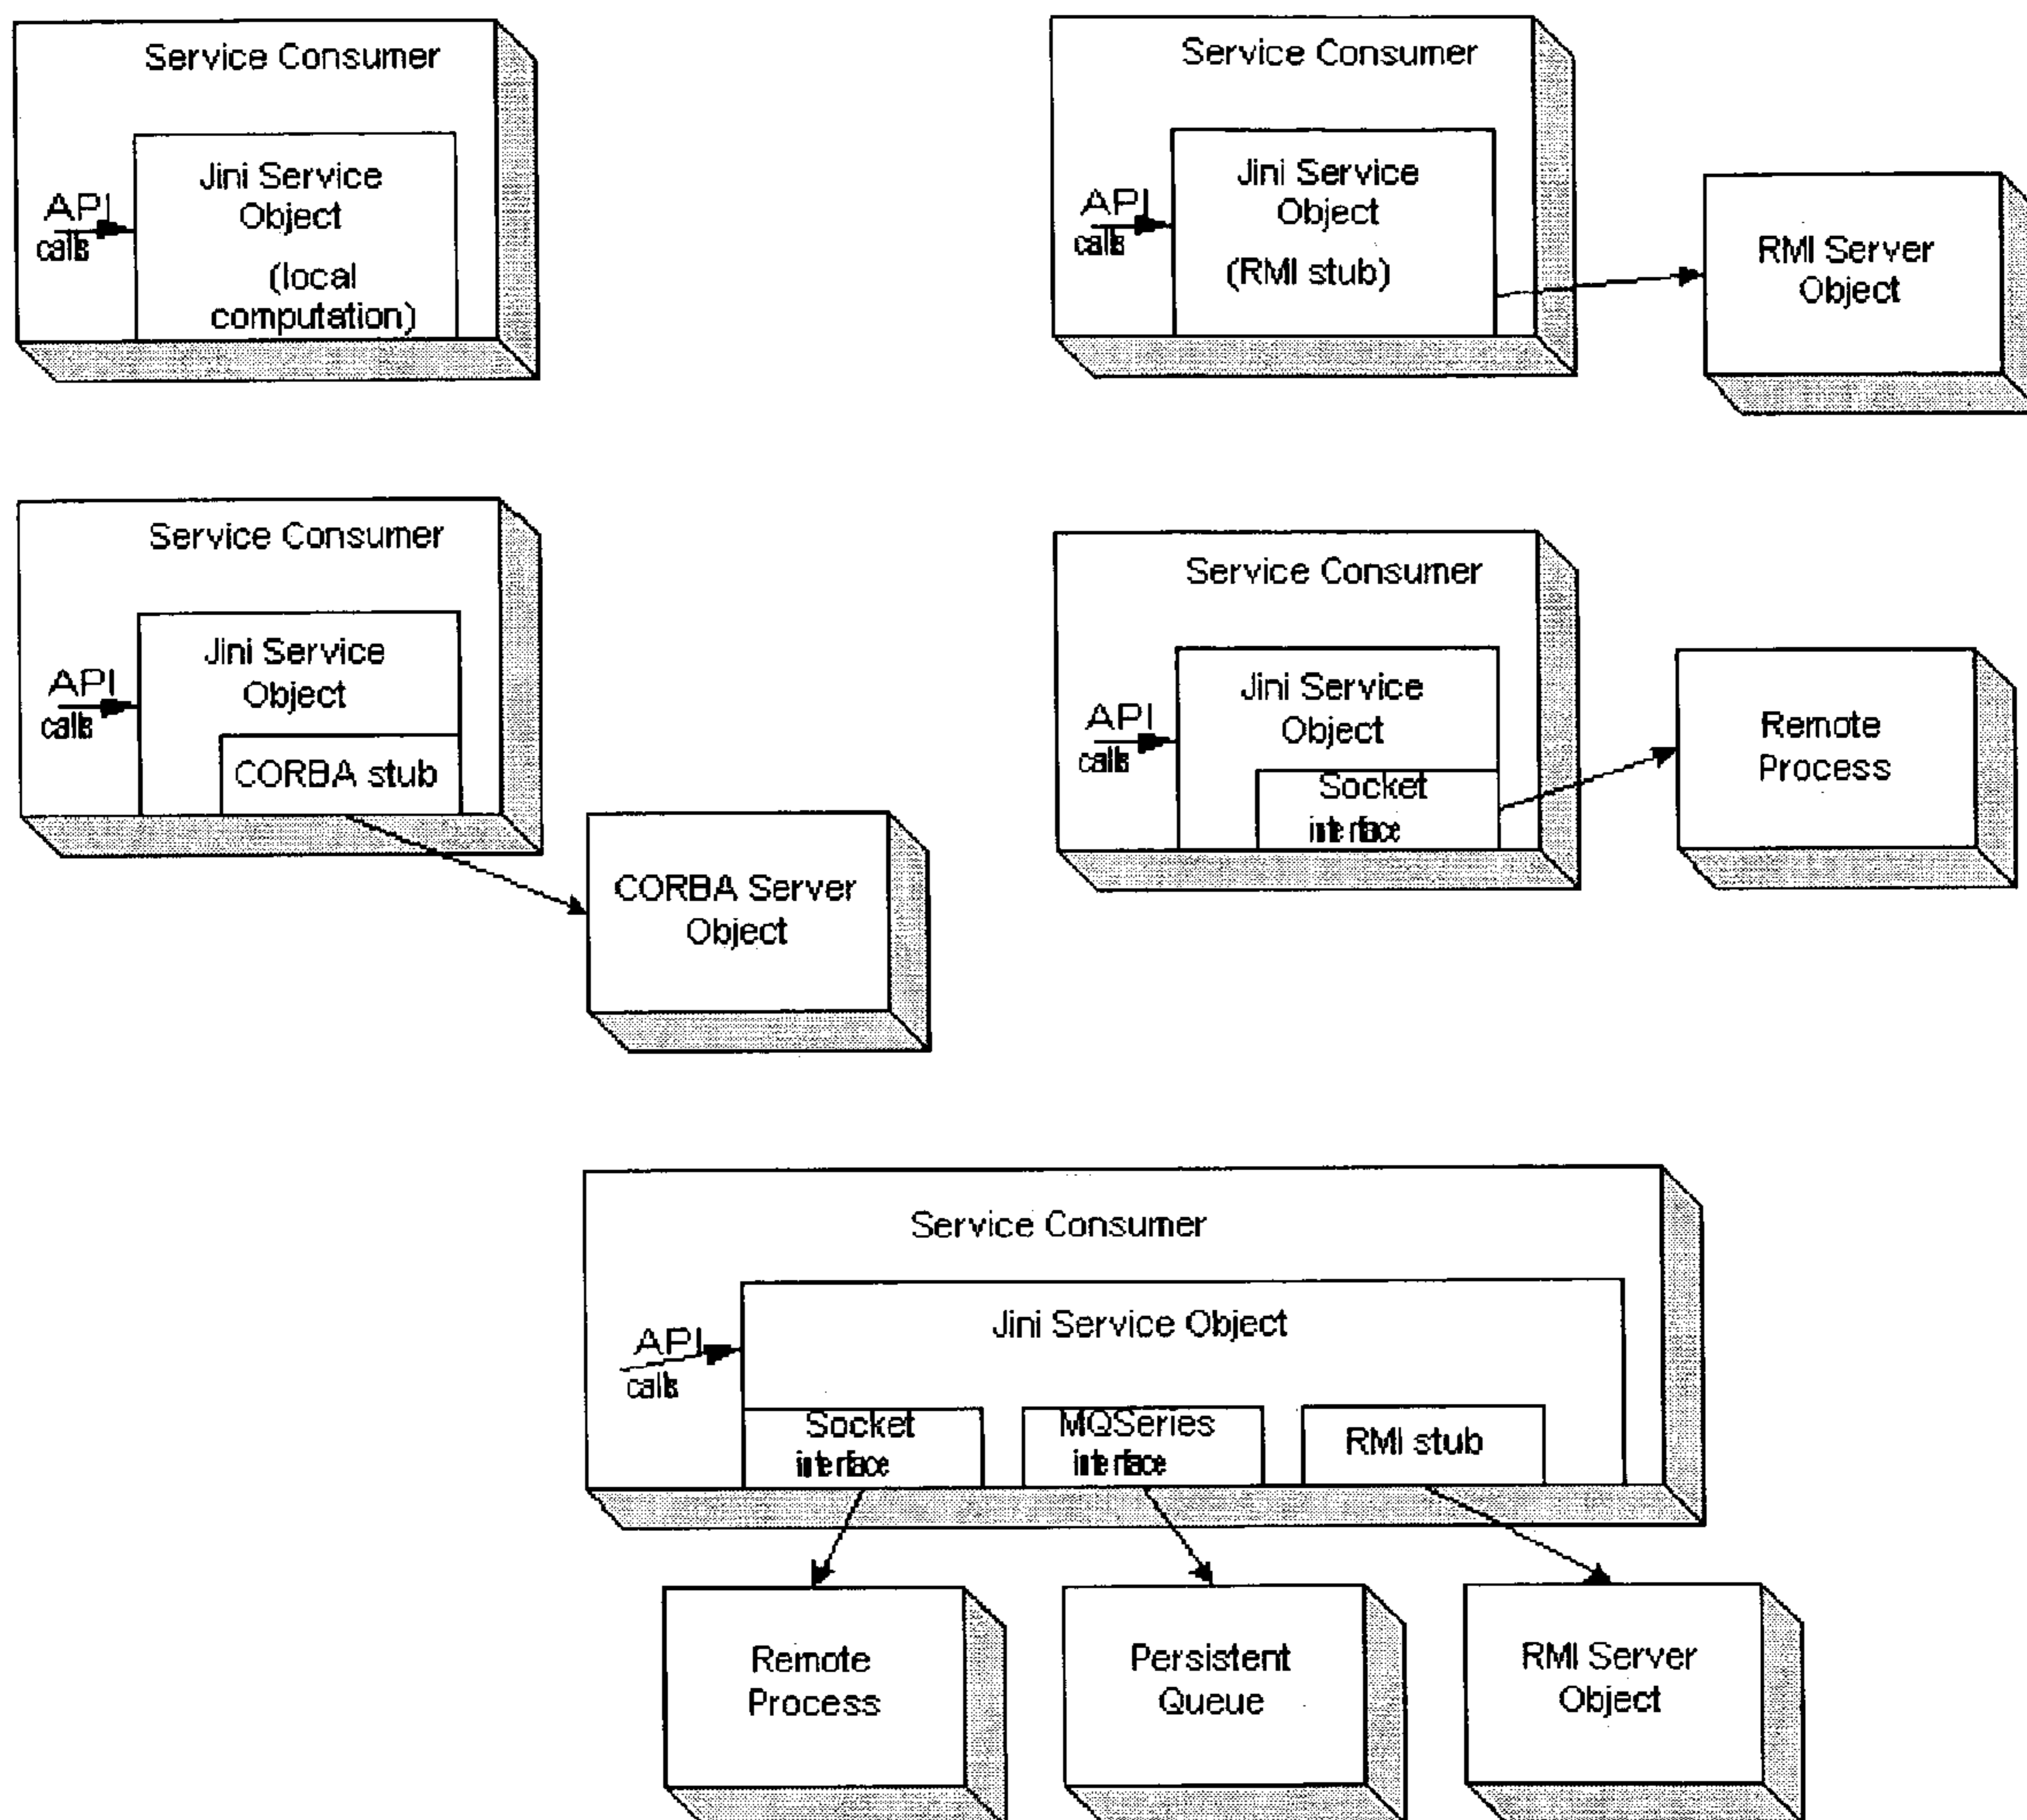 Service Consumer
Jini Service
Object
(local
computation)
API
calls
Service Consumer
Jini Service
Object
(RMI stub)
API
calls
RMI Server
Object
Service Consumer
Jini Service
Object
API
calls
CORBA stub
CORBA Server
Object
Service Consumer
Jini Service
Object
API
calls
Socket
interface
Remote
Process
Service Consumer
Jini Service Object
API
calls
Socket
interface
MQSeries
interface
RMI stub
Remote
Process
Persistent
Queue
RMI Server
Object